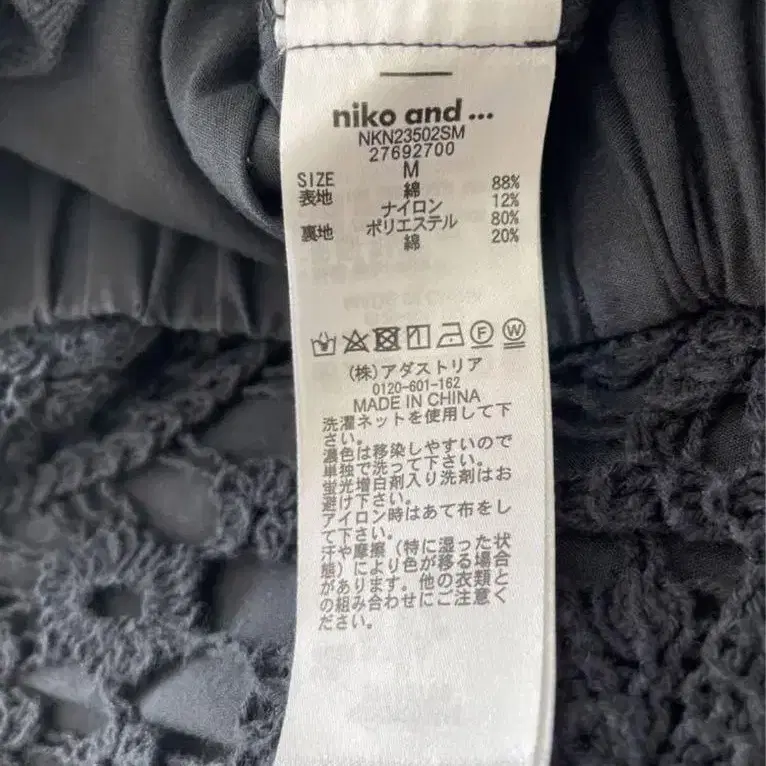 niko and ...
NKN23502SM
27692700
SIZE M
表地 綿 88%
ナイロン 12%
裏地 ポリエステル 80%
綿 20%
F W
(株)アダストリア
0120-601-162
MADE IN CHINA
洗濯ネットを使用して下
さい。
濃色は移染しやすいので
単独で洗って下さい。
蛍光増白剤入り洗剤はお
避け下さい。
アイロン時はあて布をし
て下さい。
汗や摩擦（特に湿った状
態）により色が移る場合
があります。他の衣類と
の組み合わせにご注意く
ださい。